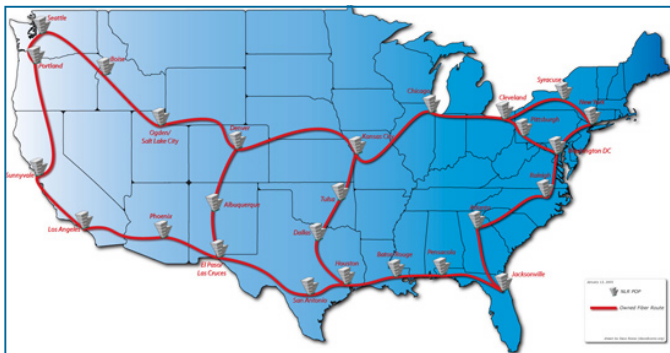 Seattle
Portland
Boise
Ogden/
Salt Lake City
Denver
Kansas City
Chicago
Cleveland
Syracuse
New York
Pittsburgh
Washington DC
Raleigh
Atlanta
Jacksonville
Pensacola
Baton Rouge
Houston
San Antonio
Dallas
Tulsa
El Paso/
Las Cruces
Albuquerque
Phoenix
Los Angeles
Sunnyvale
NLR POP
Owned Fiber Route